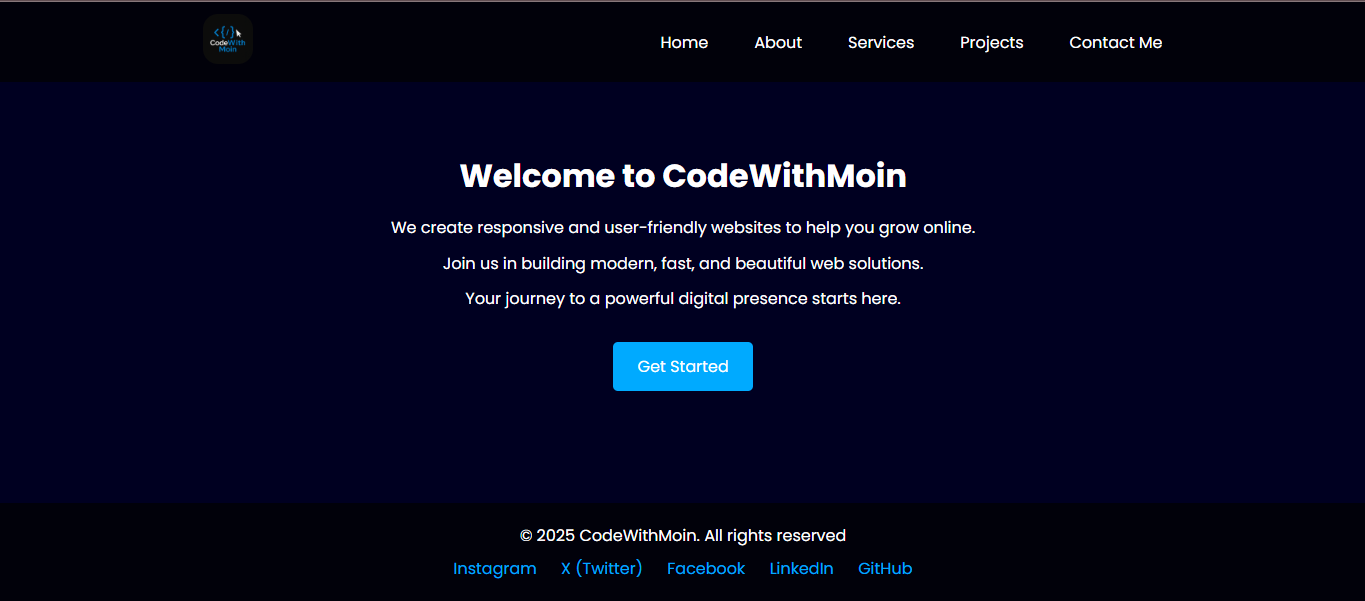 <//>
CodeWith
Moin
Home About Services Projects Contact Me
Welcome to CodeWithMoin
We create responsive and user-friendly websites to help you grow online.
Join us in building modern, fast, and beautiful web solutions.
Your journey to a powerful digital presence starts here.
Get Started
© 2025 CodeWithMoin. All rights reserved
Instagram X (Twitter) Facebook LinkedIn GitHub